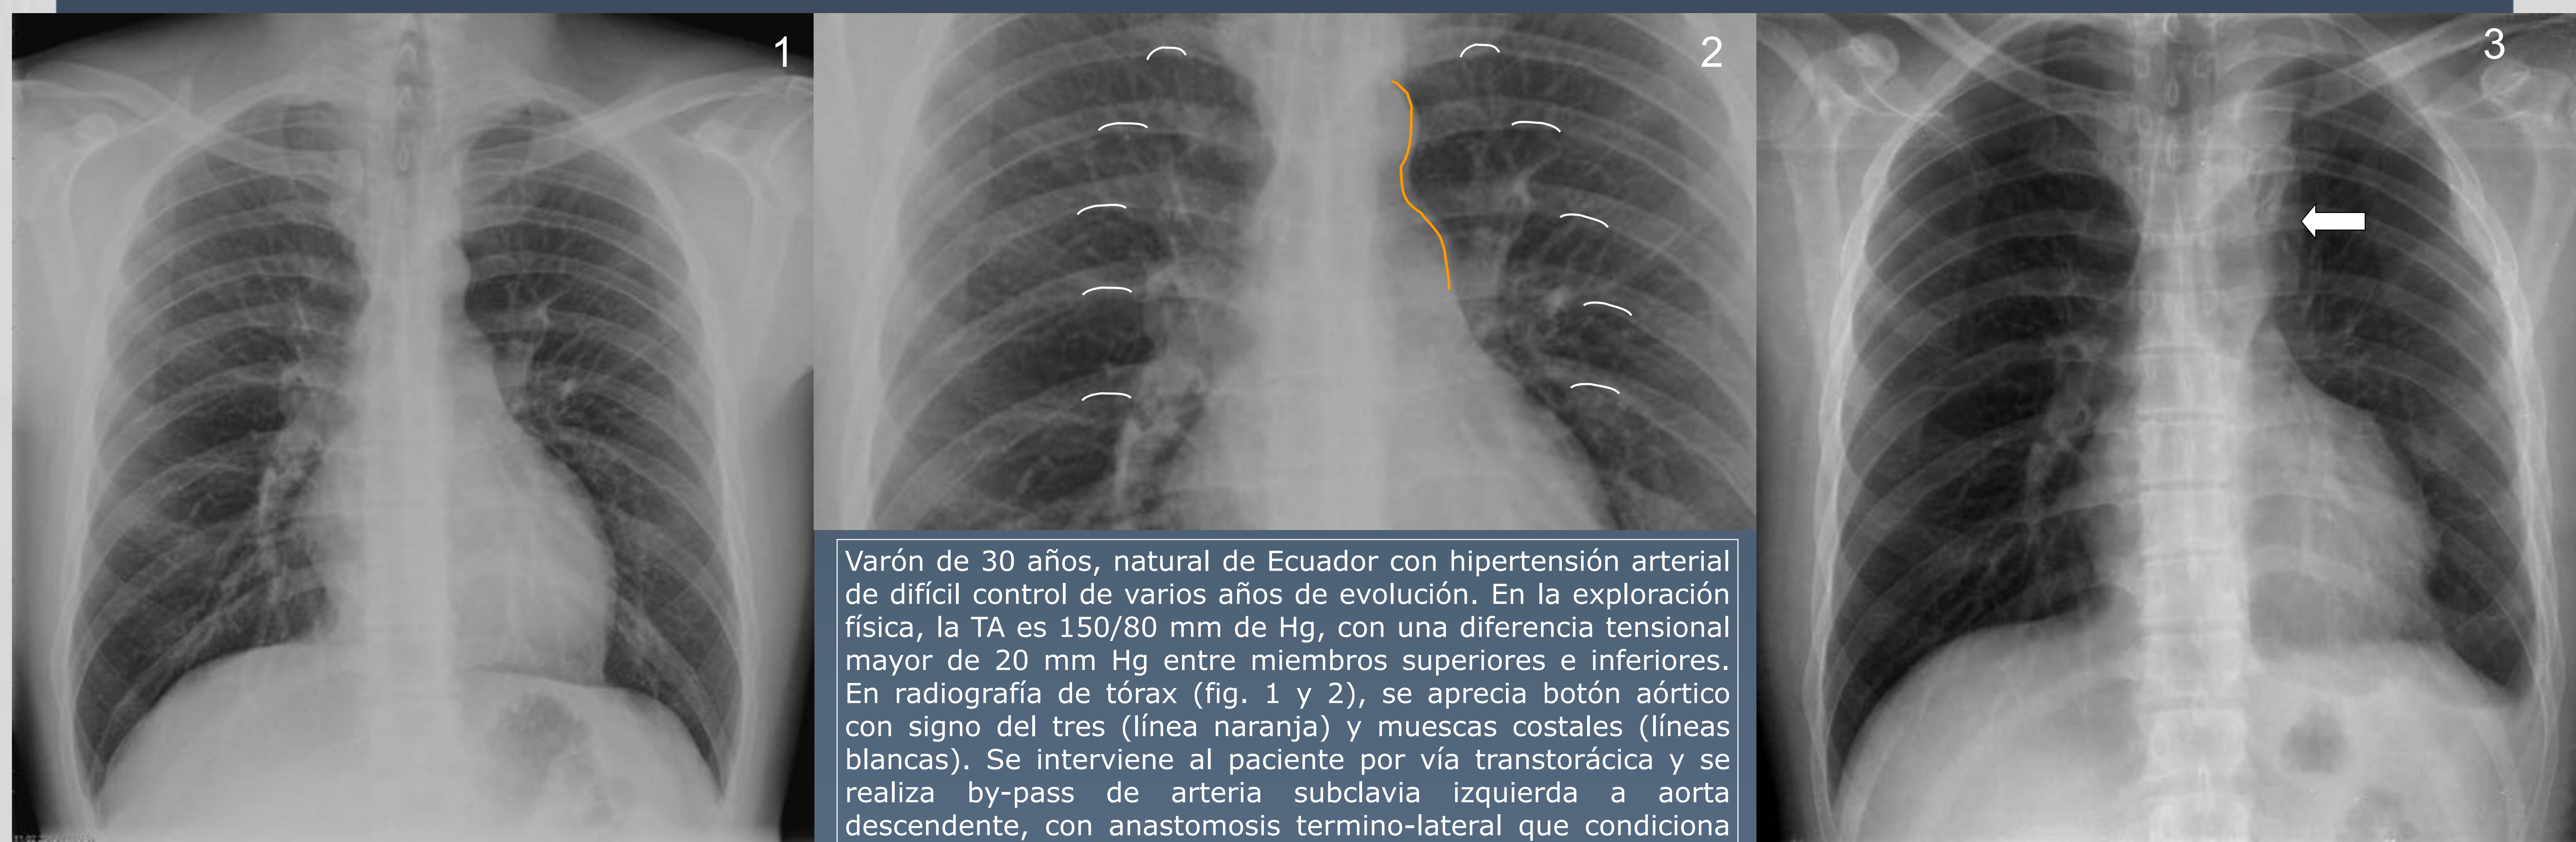 1
2
3
Varón de 30 años, natural de Ecuador con hipertensión arterial
de difícil control de varios años de evolución. En la exploración
física, la TA es 150/80 mm de Hg, con una diferencia tensional
mayor de 20 mm Hg entre miembros superiores e inferiores.
En radiografía de tórax (fig. 1 y 2), se aprecia botón aórtico
con signo del tres (línea naranja) y muescas costales (líneas
blancas). Se interviene al paciente por vía transtorácica y se
realiza by-pass de arteria subclavia izquierda a aorta
descendente, con anastomosis termino-lateral que condiciona